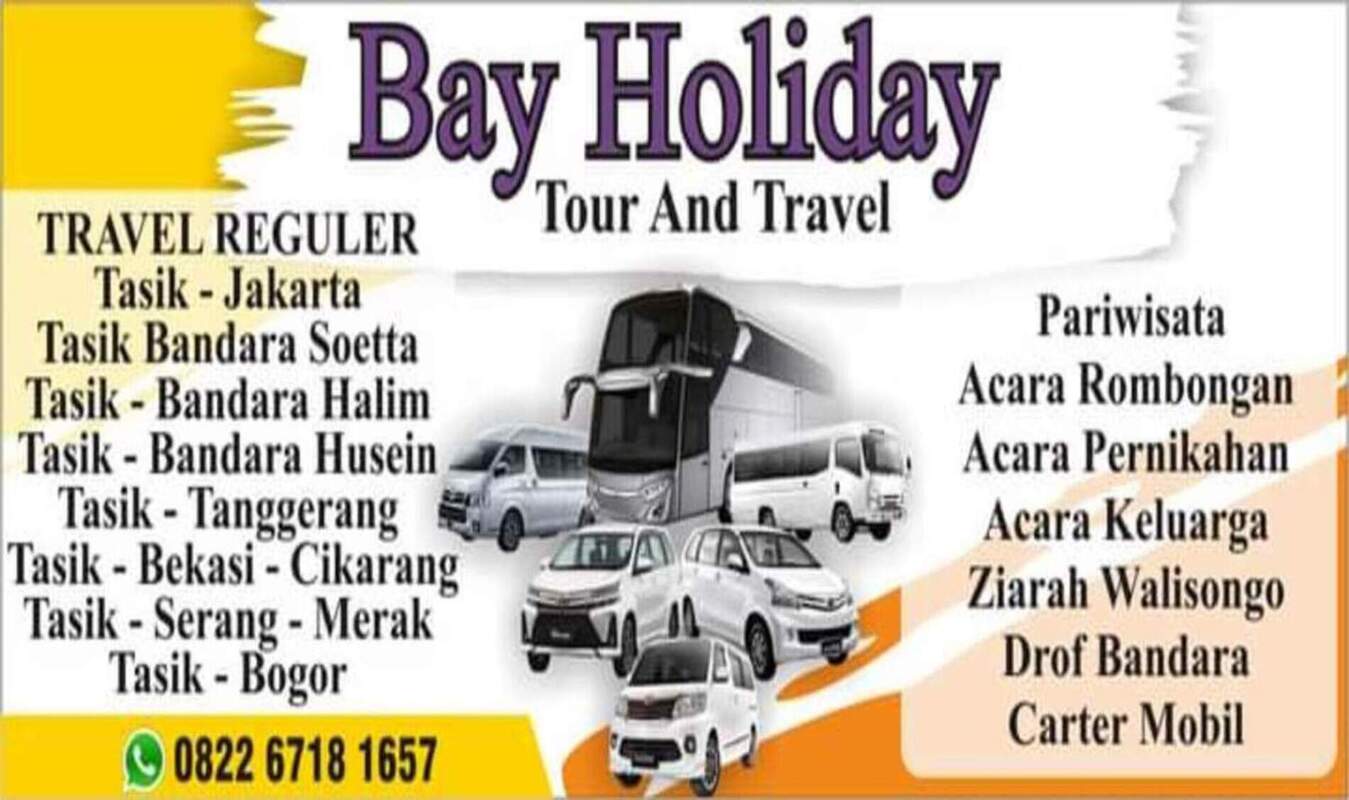 Bay Holiday
Tour And Travel
TRAVEL REGULER
Tasik - Jakarta
Tasik Bandara Soetta
Tasik - Bandara Halim
Tasik - Bandara Husein
Tasik - Tanggerang
Tasik - Bekasi - Cikarang
Tasik - Serang - Merak
Tasik - Bogor
0822 6718 1657
Pariwisata
Acara Rombongan
Acara Pernikahan
Acara Keluarga
Ziarah Walisongo
Drof Bandara
Carter Mobil